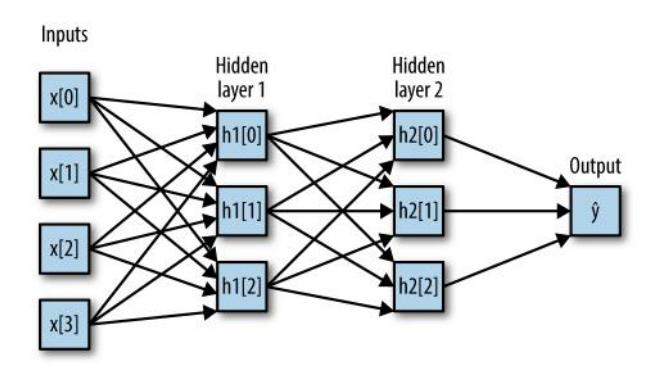 Inputs
Hidden
layer 1
Hidden
layer 2
Output
x[0]
x[1]
x[2]
x[3]
h1[0]
h1[1]
h1[2]
h2[0]
h2[1]
h2[2]
ŷ